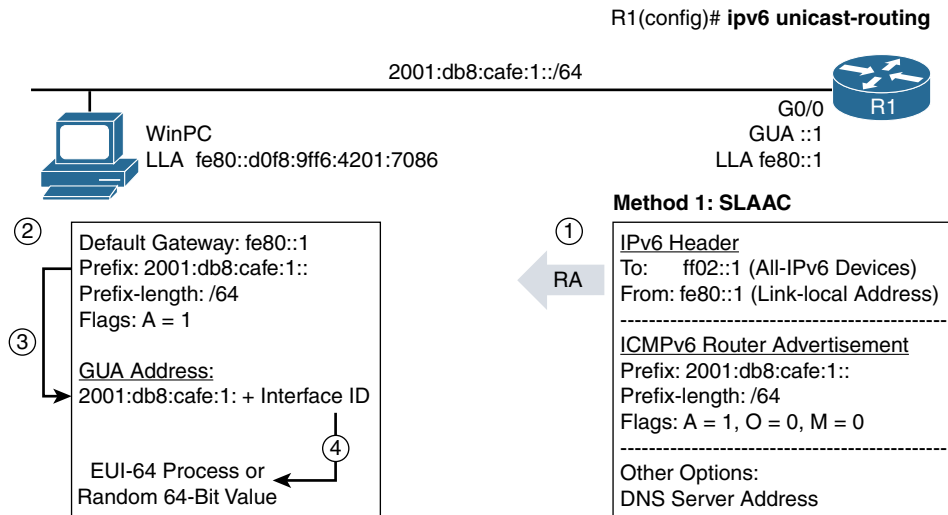 R1(config)# ipv6 unicast-routing
2001:db8:cafe:1::/64
R1
G0/0
GUA ::1
LLA fe80::1
WinPC
LLA fe80::d0f8:9ff6:4201:7086
Method 1: SLAAC
2
Default Gateway: fe80::1
Prefix: 2001:db8:cafe:1::
Prefix-length: /64
Flags: A = 1
3
GUA Address:
2001:db8:cafe:1: + Interface ID
4
EUI-64 Process or
Random 64-Bit Value
1
RA
IPv6 Header
To: ff02::1 (All-IPv6 Devices)
From: fe80::1 (Link-local Address)
ICMPv6 Router Advertisement
Prefix: 2001:db8:cafe:1::
Prefix-length: /64
Flags: A = 1, O = 0, M = 0
Other Options:
DNS Server Address